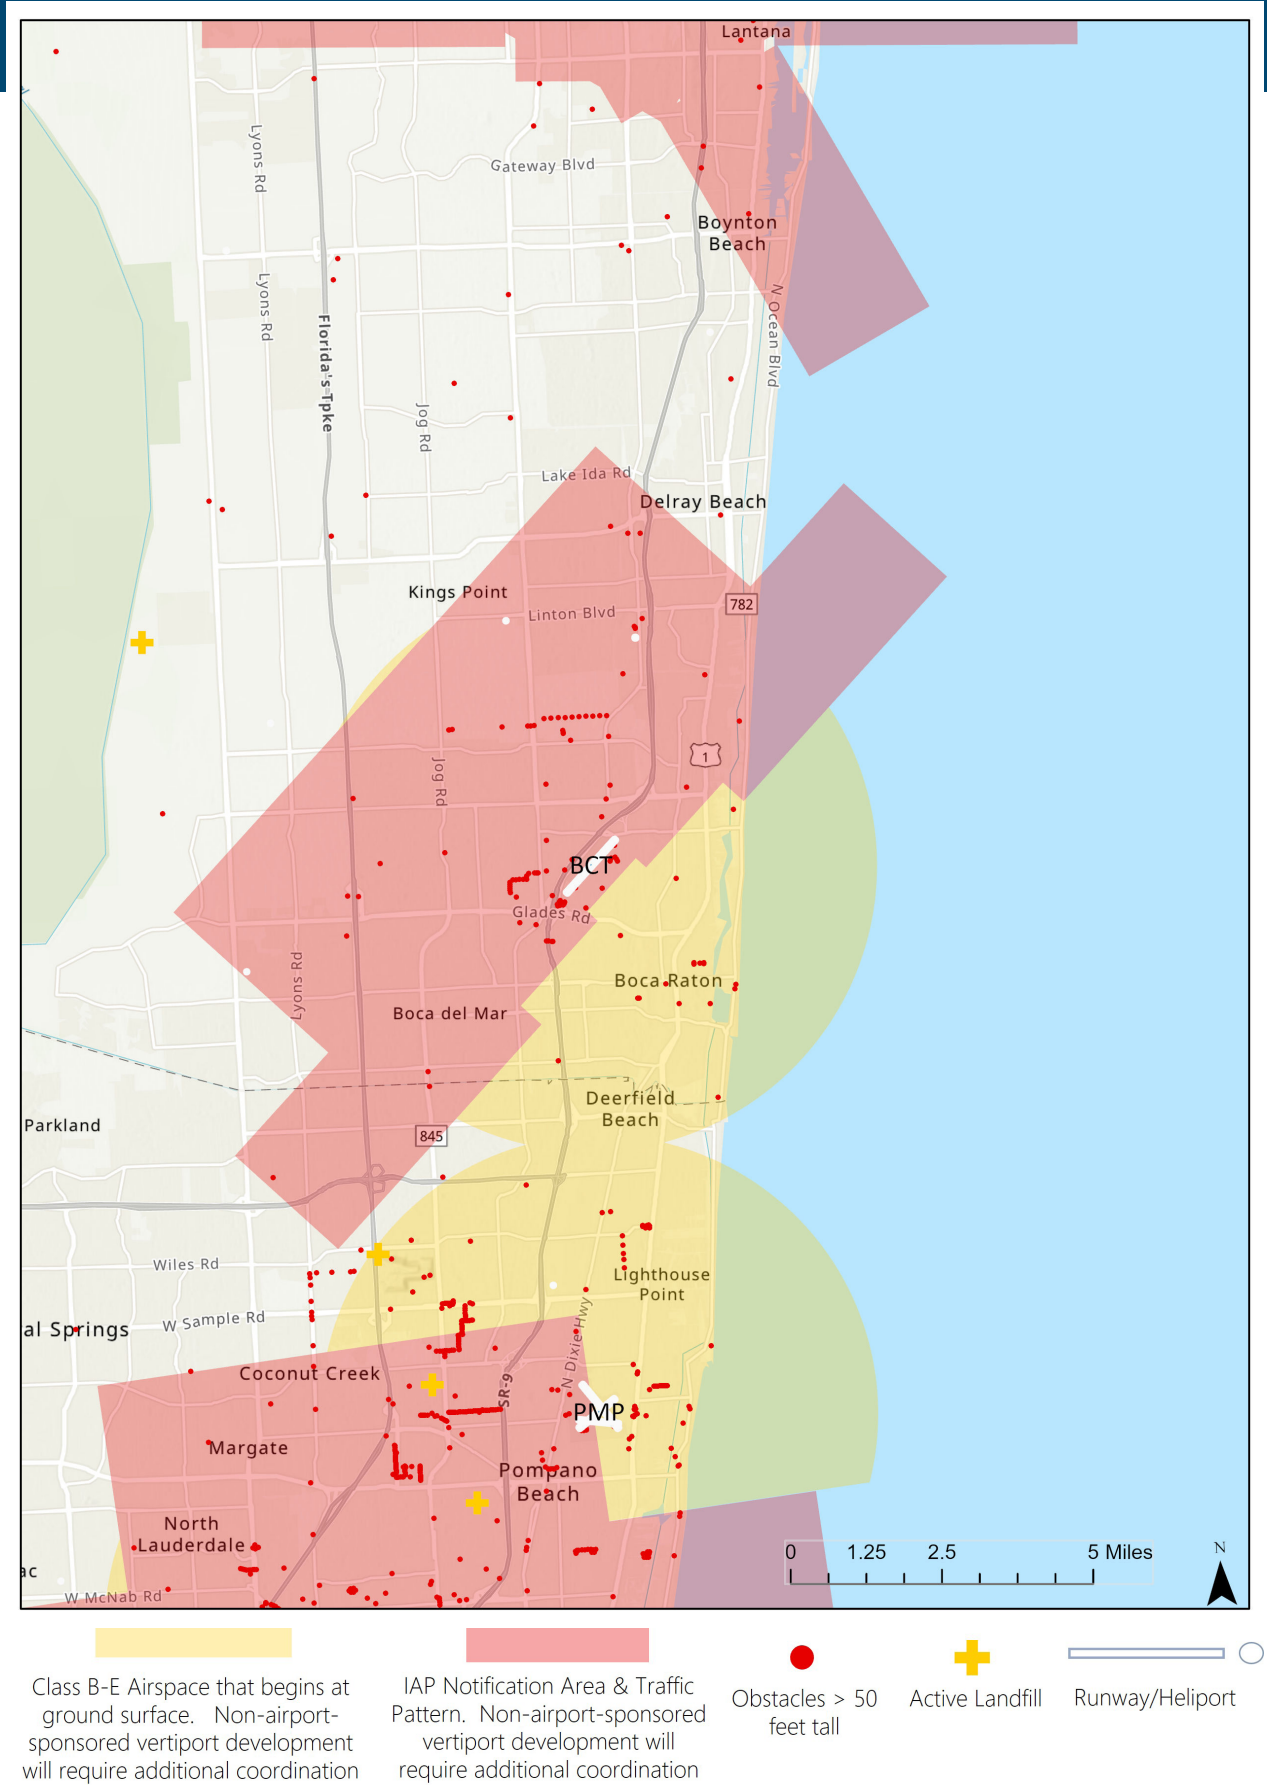 Lantana
Lyons Rd
Gateway Blvd
Boynton
Beach
Lyons Rd
N Ocean Blvd
Florida's Tpke
Jog Rd
Lake Ida Rd
Delray Beach
Kings Point
Linton Blvd
782
1
Jog Rd
BCT
Glades Rd
Lyons Rd
Boca Raton
Boca del Mar
Deerfield
Beach
Parkland
845
Wiles Rd
Lighthouse
Point
al Springs
W Sample Rd
N Dixie Hwy
Coconut Creek
SR-9
PMP
Margate
Pompano
Beach
North
Lauderdale
ac
W McNab Rd
0 1.25 2.5 5 Miles
N
Class B-E Airspace that begins at
ground surface. Non-airport-
sponsored vertiport development
will require additional coordination
IAP Notification Area & Traffic
Pattern. Non-airport-sponsored
vertiport development will
require additional coordination
Obstacles > 50
feet tall
Active Landfill
Runway/Heliport